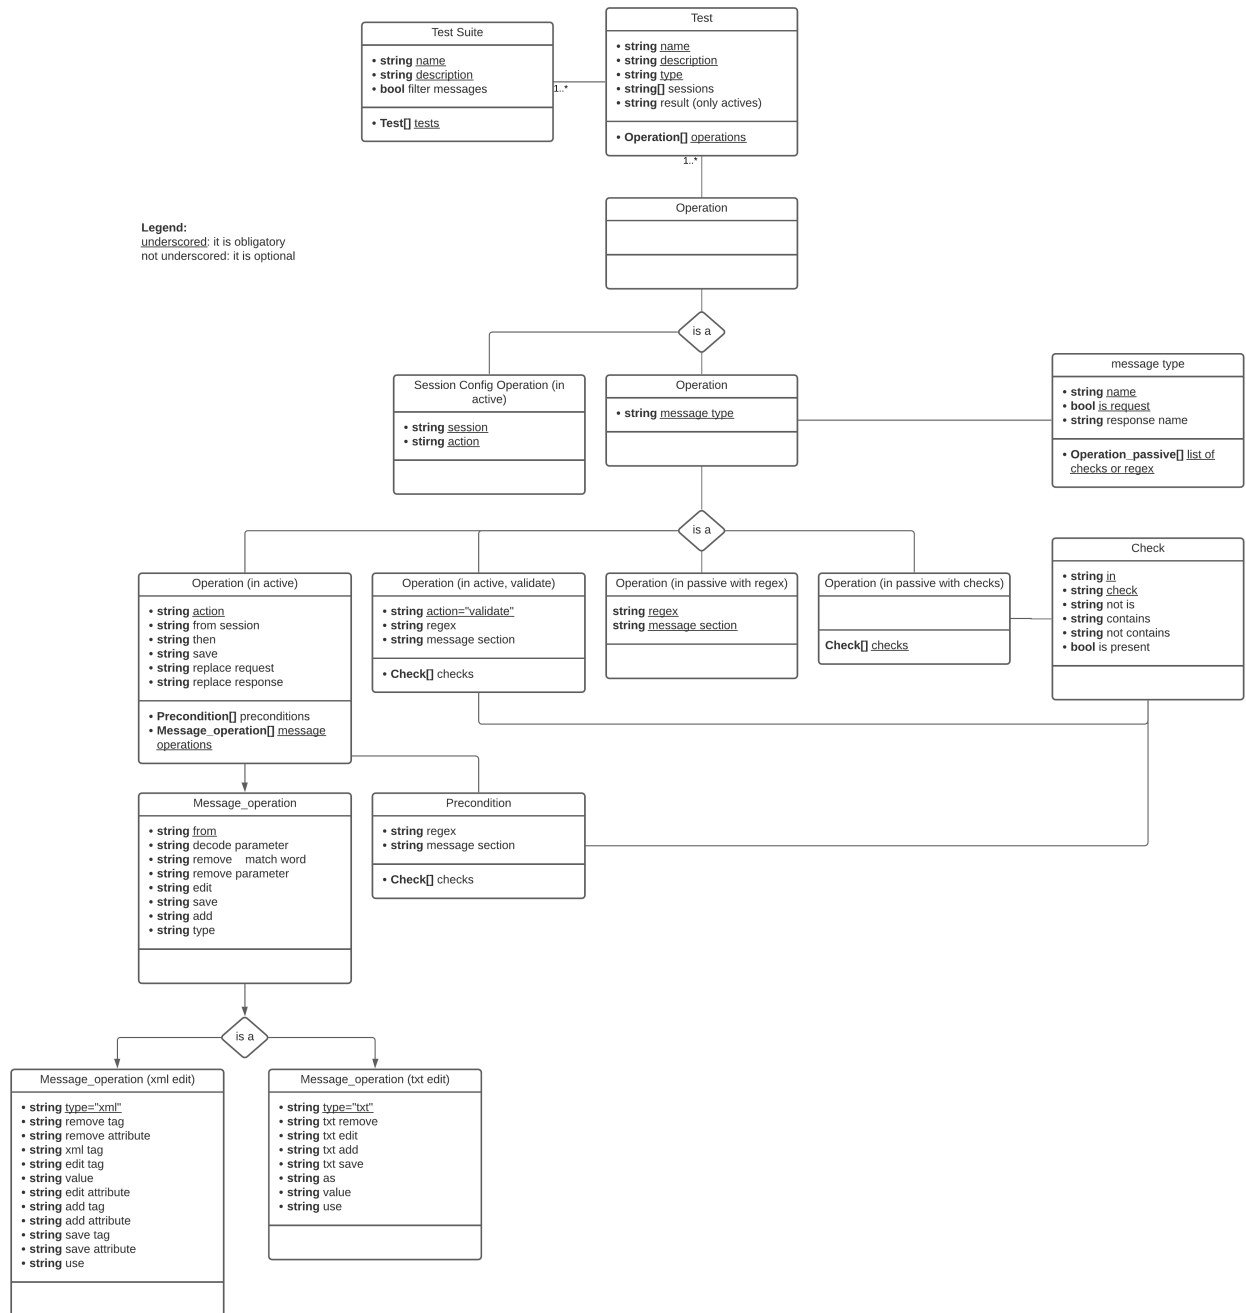 Test Suite
• string name
• string description
• bool filter messages
• Test[] tests
1..*
Test
• string name
• string description
• string type
• string[] sessions
• string result (only actives)
• Operation[] operations
1..*
Operation
Legend:
underscored: it is obligatory
not underscored: it is optional
is a
Session Config Operation (in
active)
• string session
• stirng action
Operation
• string message type
message type
• string name
• bool is request
• string response name
• Operation_passive[] list of
checks or regex
is a
Operation (in active)
• string action
• string from session
• string then
• string save
• string replace request
• string replace response
• Precondition[] preconditions
• Message_operation[] message
operations
Operation (in active, validate)
• string action="validate"
• string regex
• string message section
• Check[] checks
Operation (in passive with regex)
string regex
string message section
Operation (in passive with checks)
Check[] checks
Check
• string in
• string check
• string not is
• string contains
• string not contains
• bool is present
Message_operation
• string from
• string decode parameter
• string remove match word
• string remove parameter
• string edit
• string save
• string add
• string type
Precondition
• string regex
• string message section
• Check[] checks
is a
Message_operation (xml edit)
• string type="xml"
• string remove tag
• string remove attribute
• string xml tag
• string edit tag
• string value
• string edit attribute
• string add tag
• string add attribute
• string save tag
• string save attribute
• string use
Message_operation (txt edit)
• string type="txt"
• string txt remove
• string txt edit
• string txt add
• string txt save
• string as
• string value
• string use